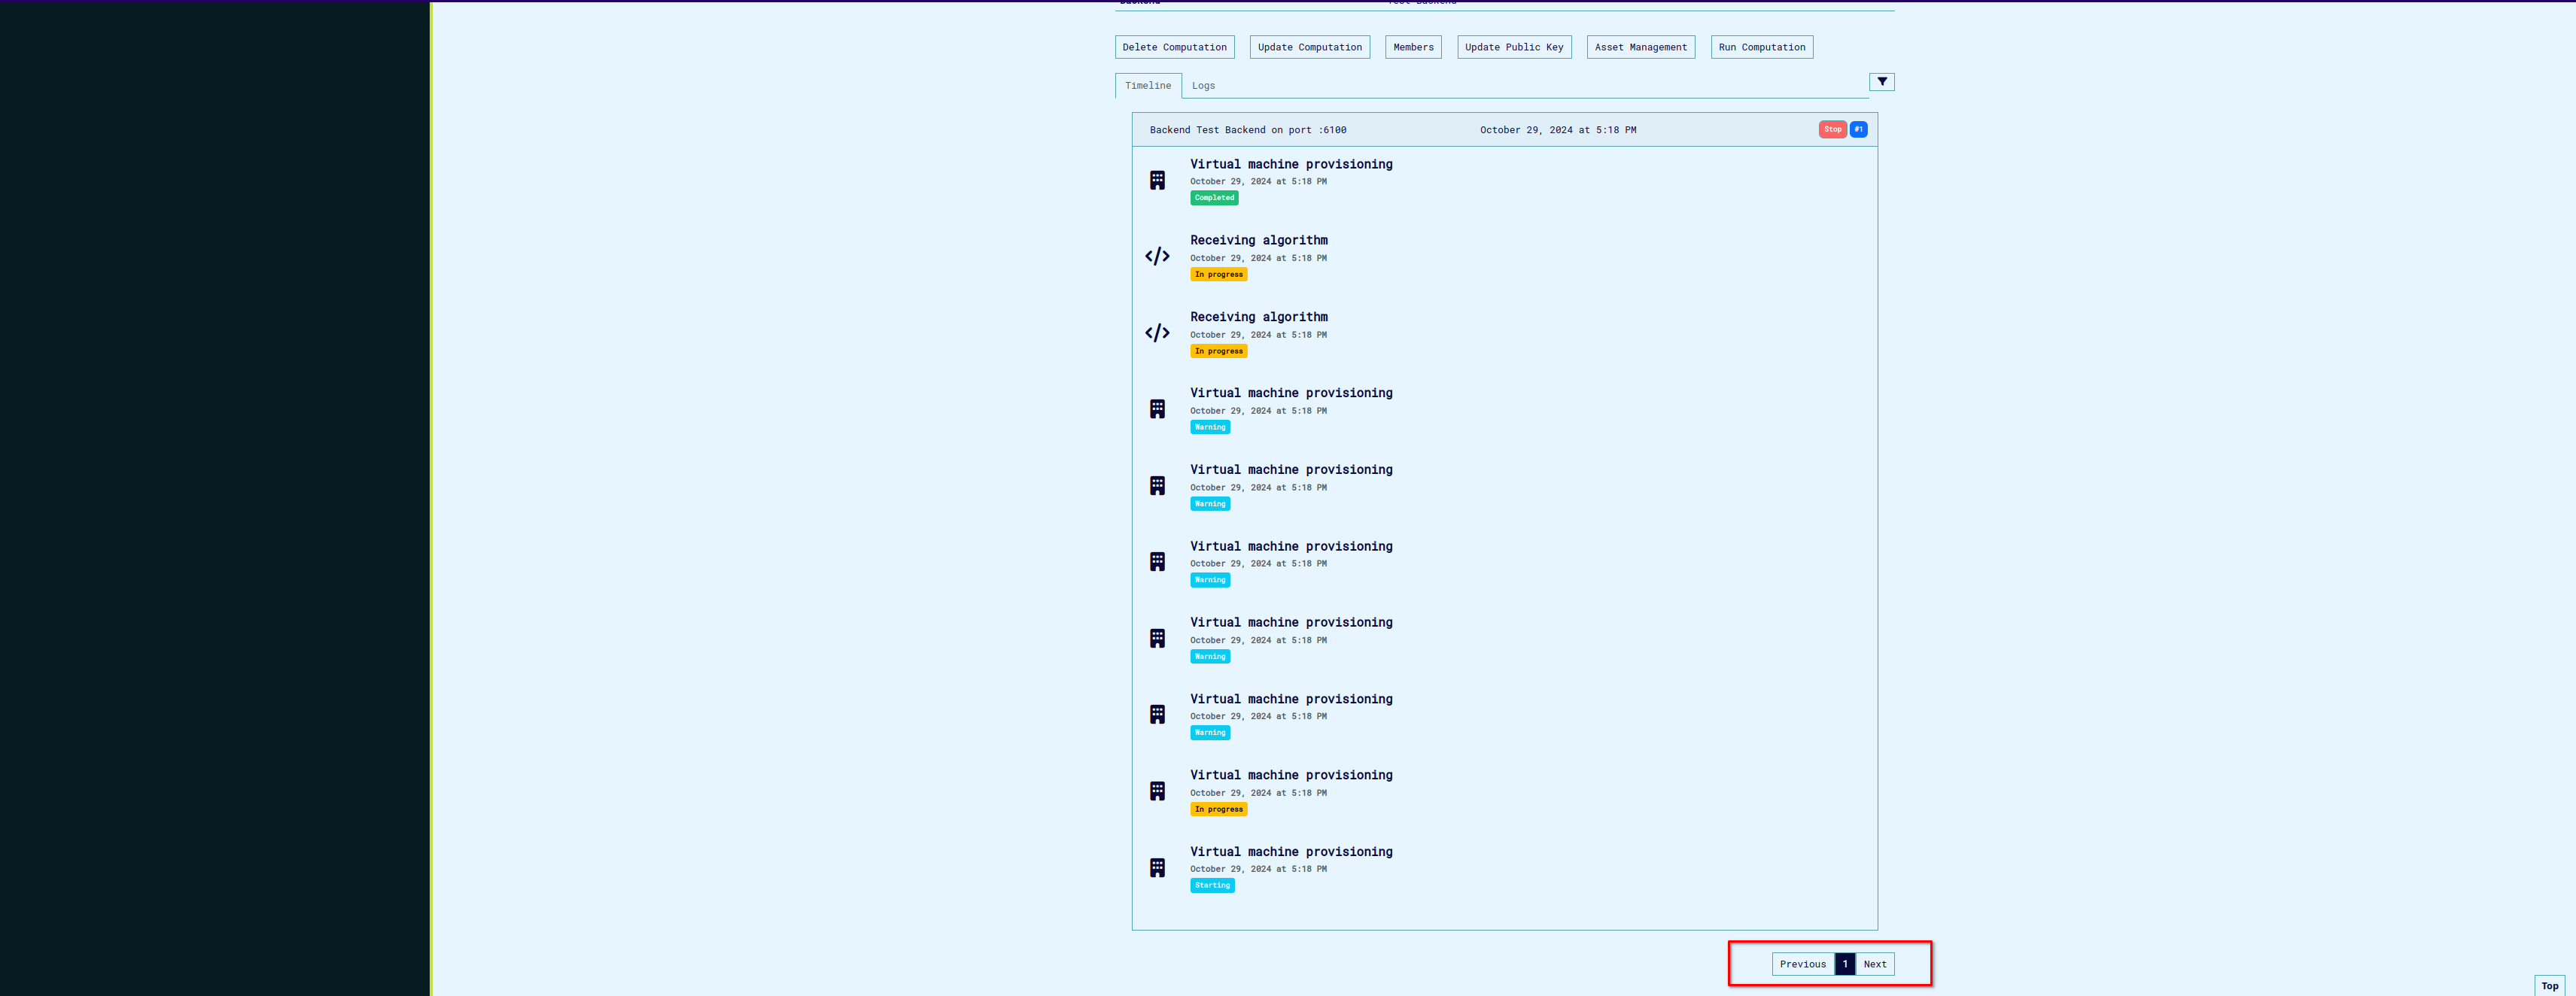 Backend Test Backend
Delete Computation Update Computation Members Update Public Key Asset Management Run Computation
Timeline Logs
Backend Test Backend on port :6100 October 29, 2024 at 5:18 PM Stop #1
Virtual machine provisioning
October 29, 2024 at 5:18 PM
Completed
Receiving algorithm
October 29, 2024 at 5:18 PM
In progress
Receiving algorithm
October 29, 2024 at 5:18 PM
In progress
Virtual machine provisioning
October 29, 2024 at 5:18 PM
Warning
Virtual machine provisioning
October 29, 2024 at 5:18 PM
Warning
Virtual machine provisioning
October 29, 2024 at 5:18 PM
Warning
Virtual machine provisioning
October 29, 2024 at 5:18 PM
Warning
Virtual machine provisioning
October 29, 2024 at 5:18 PM
Warning
Virtual machine provisioning
October 29, 2024 at 5:18 PM
In progress
Virtual machine provisioning
October 29, 2024 at 5:18 PM
Starting
Previous 1 Next
Top